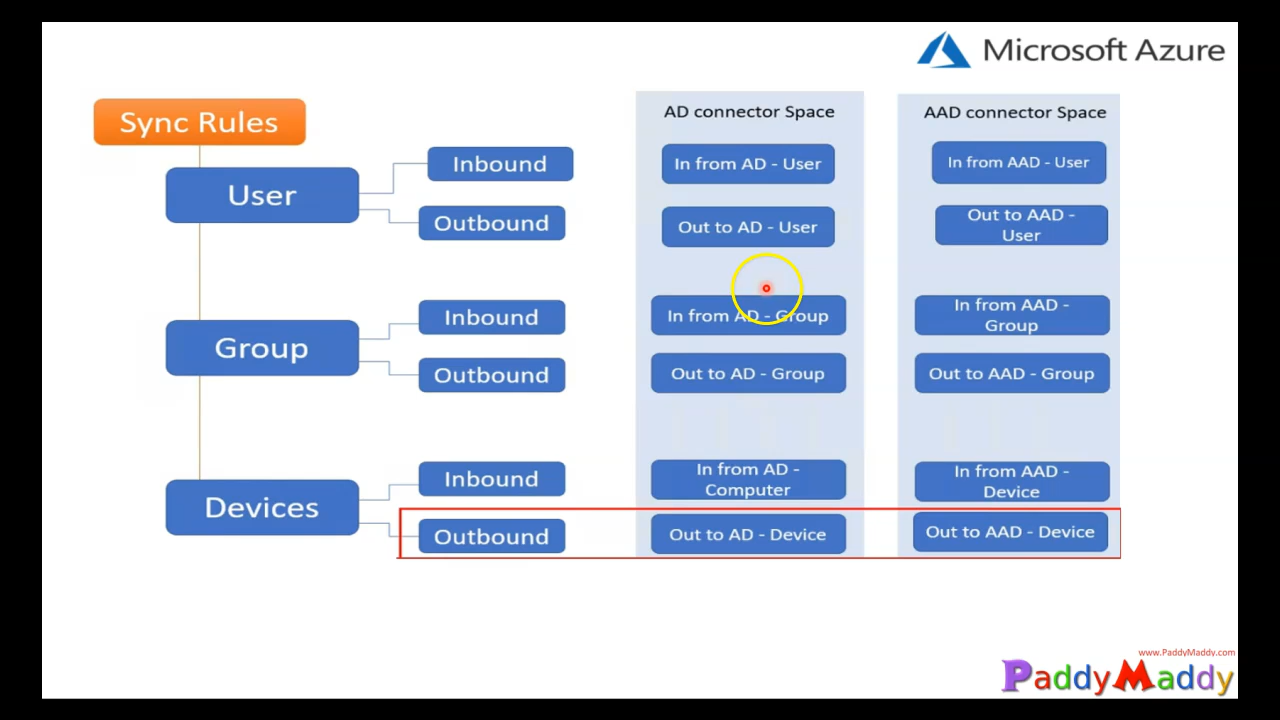 Microsoft Azure
Sync Rules
AD connector Space
AAD connector Space
User
Inbound
In from AD - User
In from AAD - User
Outbound
Out to AD - User
Out to AAD -
User
Group
Inbound
In from AD - Group
In from AAD -
Group
Outbound
Out to AD - Group
Out to AAD - Group
Devices
Inbound
In from AD -
Computer
In from AAD -
Device
Outbound
Out to AD - Device
Out to AAD - Device
www.PaddyMaddy.com
PaddyMaddy